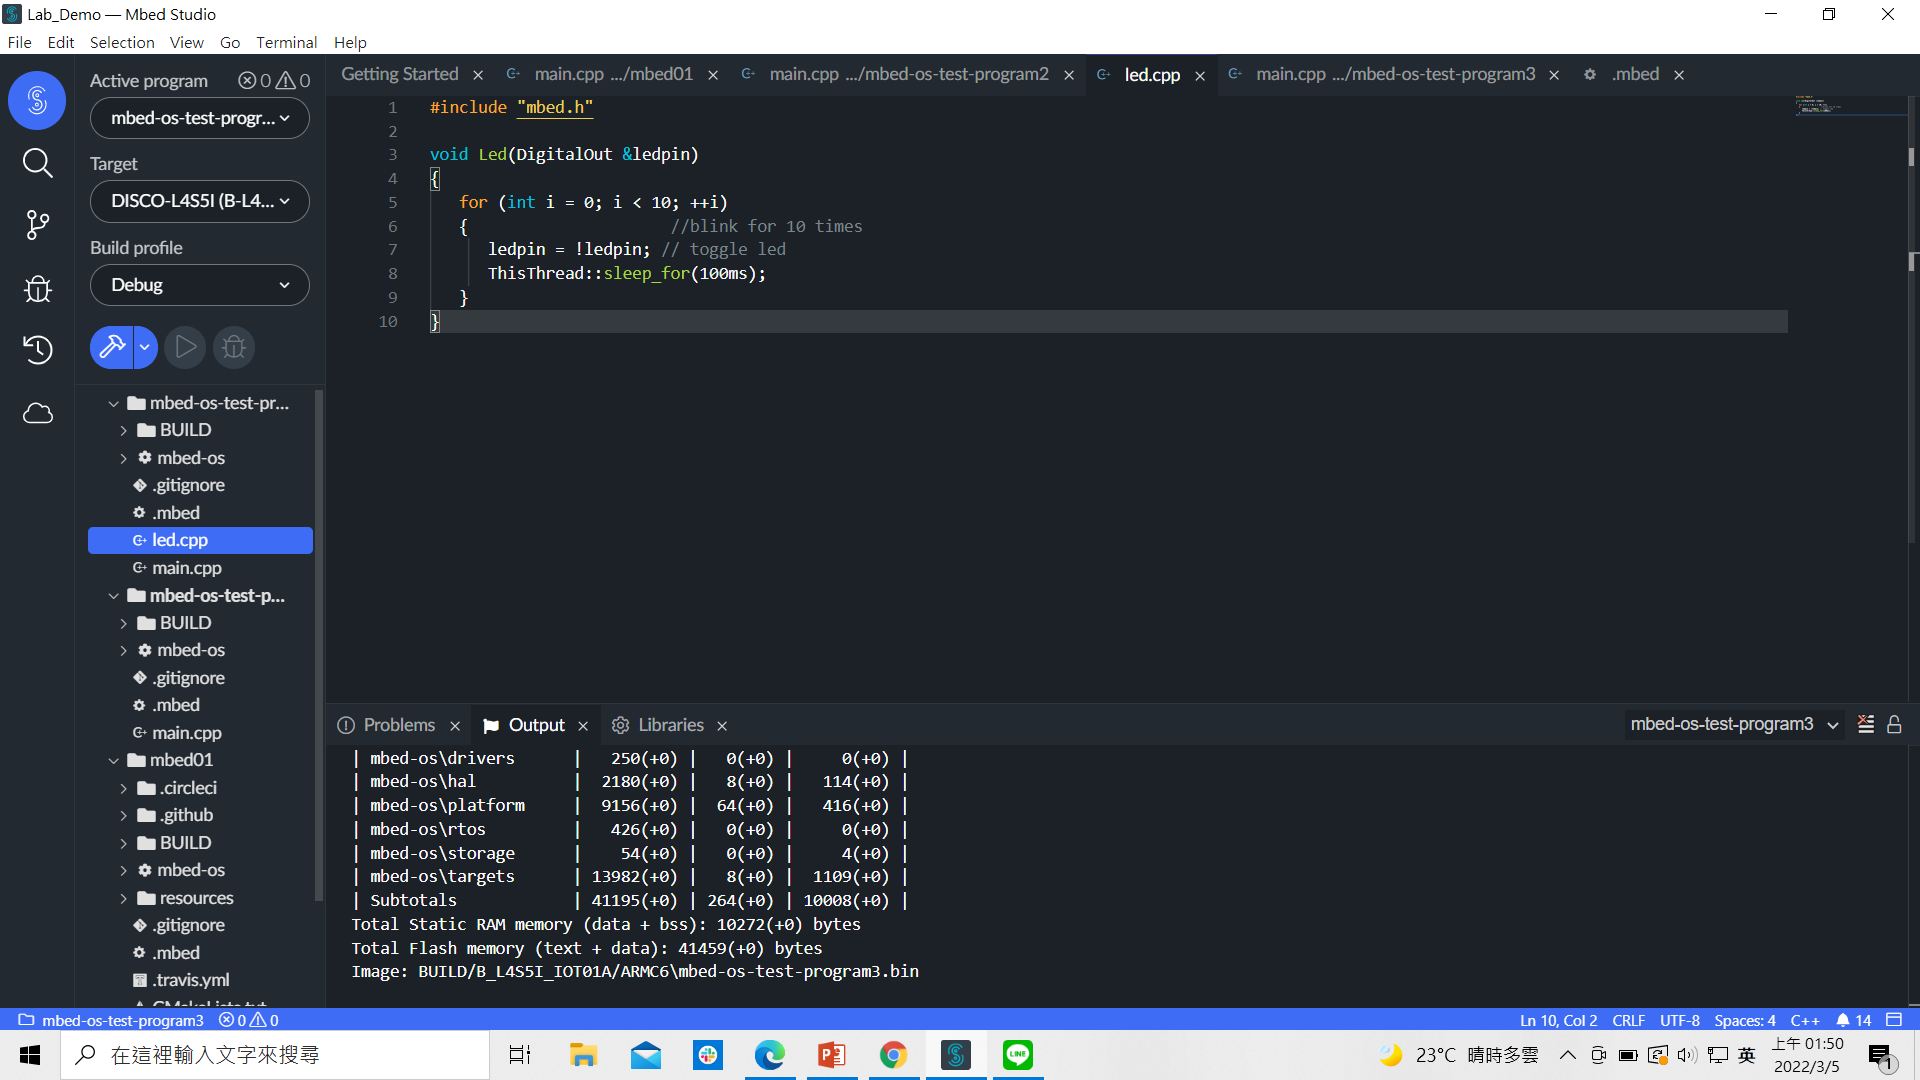 Lab_Demo — Mbed Studio
File Edit Selection View Go Terminal Help
Active program 0 0
mbed-os-test-progr...
Target
DISCO-L4S5I (B-L4...
Build profile
Debug
mbed-os-test-pr...
BUILD
mbed-os
.gitignore
.mbed
led.cpp
main.cpp
mbed-os-test-p...
BUILD
mbed-os
.gitignore
.mbed
main.cpp
mbed01
.circleci
.github
BUILD
mbed-os
resources
.gitignore
.mbed
.travis.yml
Getting Started main.cpp .../mbed01 main.cpp .../mbed-os-test-program2 led.cpp main.cpp .../mbed-os-test-program3 .mbed
1 #include "mbed.h"
2
3 void Led(DigitalOut &ledpin)
4 {
5 for (int i = 0; i < 10; ++i)
6 { //blink for 10 times
7 ledpin = !ledpin; // toggle led
8 ThisThread::sleep_for(100ms);
9 }
10 }
Problems Output Libraries mbed-os-test-program3
| mbed-os\drivers | 250(+0) | 0(+0) | 0(+0) |
| mbed-os\hal | 2180(+0) | 8(+0) | 114(+0) |
| mbed-os\platform | 9156(+0) | 64(+0) | 416(+0) |
| mbed-os\rtos | 426(+0) | 0(+0) | 0(+0) |
| mbed-os\storage | 54(+0) | 0(+0) | 4(+0) |
| mbed-os\targets | 13982(+0) | 8(+0) | 1109(+0) |
| Subtotals | 41195(+0) | 264(+0) | 10008(+0) |
Total Static RAM memory (data + bss): 10272(+0) bytes
Total Flash memory (text + data): 41459(+0) bytes
Image: BUILD/B_L4S5I_IOT01A/ARMC6\mbed-os-test-program3.bin
mbed-os-test-program3 0 0 Ln 10, Col 2 CRLF UTF-8 Spaces: 4 C++ 14
在這裡輸入文字來搜尋 23°C 晴時多雲 英 上午 01:50
2022/3/5 1